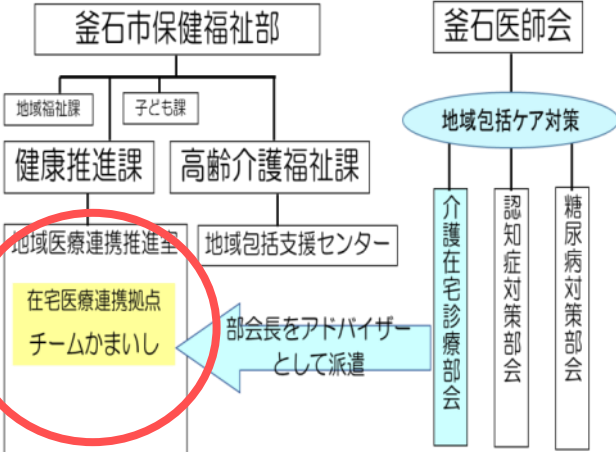 釜石市保健福祉部
釜石医師会
地域福祉課
子ども課
地域包括ケア対策
健康推進課
高齢介護福祉課
地域医療連携推進室
地域包括支援センター
在宅医療連携拠点
チームかまいし
部会長をアドバイザー
として派遣
介護在宅診療部会
認知症対策部会
糖尿病対策部会